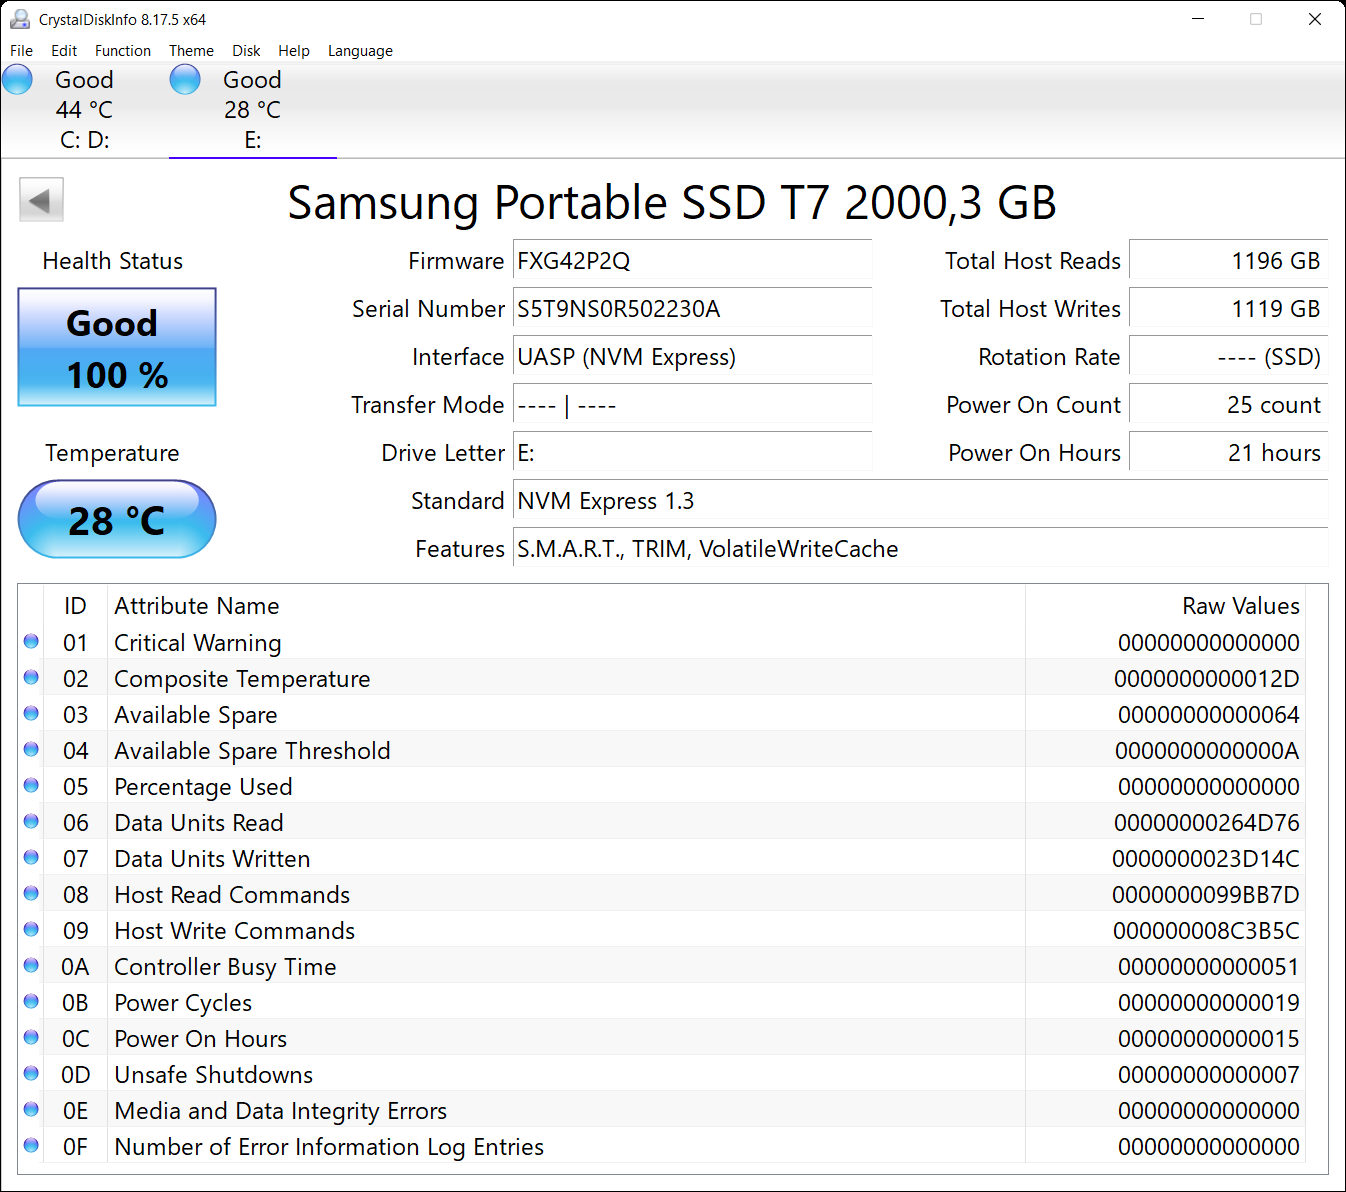 CrystalDiskInfo 8.17.5 x64
File Edit Function Theme Disk Help Language
Good Good
44 °C 28 °C
C: D: E:
Samsung Portable SSD T7 2000,3 GB
Health Status
Good
100 %
Temperature
28 °C
Firmware FXG42P2Q
Serial Number S5T9NS0R502230A
Interface UASP (NVM Express)
Transfer Mode ---- | ----
Drive Letter E:
Standard NVM Express 1.3
Features S.M.A.R.T., TRIM, VolatileWriteCache
Total Host Reads 1196 GB
Total Host Writes 1119 GB
Rotation Rate ---- (SSD)
Power On Count 25 count
Power On Hours 21 hours
ID Attribute Name Raw Values
01 Critical Warning 00000000000000
02 Composite Temperature 0000000000012D
03 Available Spare 00000000000064
04 Available Spare Threshold 0000000000000A
05 Percentage Used 00000000000000
06 Data Units Read 00000000264D76
07 Data Units Written 0000000023D14C
08 Host Read Commands 0000000099BB7D
09 Host Write Commands 000000008C3B5C
0A Controller Busy Time 00000000000051
0B Power Cycles 00000000000019
0C Power On Hours 00000000000015
0D Unsafe Shutdowns 00000000000007
0E Media and Data Integrity Errors 00000000000000
0F Number of Error Information Log Entries 00000000000000